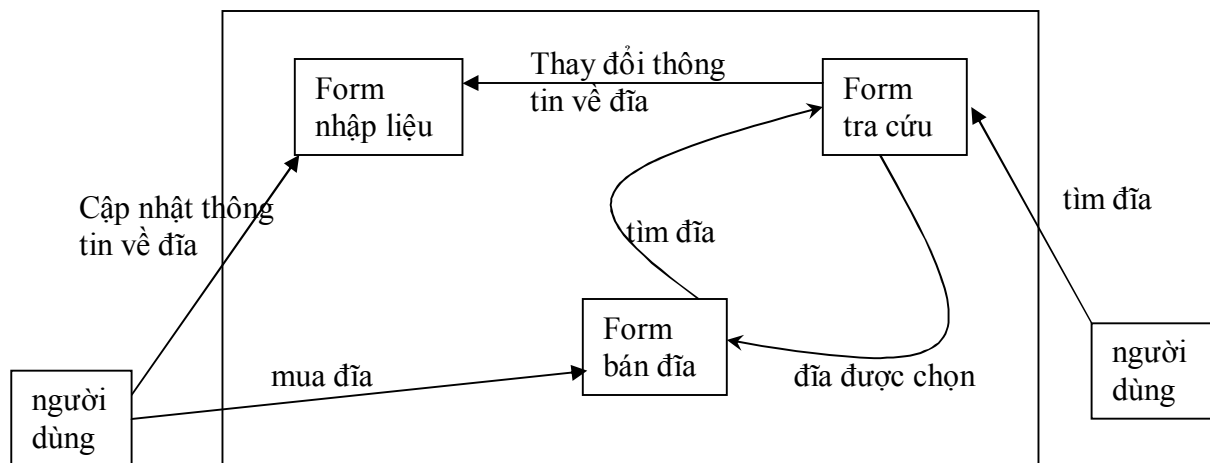 Form
nhập liệu
Thay đổi thông
tin về đĩa
Form
tra cứu
Cập nhật thông
tin về đĩa
tìm đĩa
tìm đĩa
Form
bán đĩa
mua đĩa
đĩa được chọn
người
dùng
người
dùng